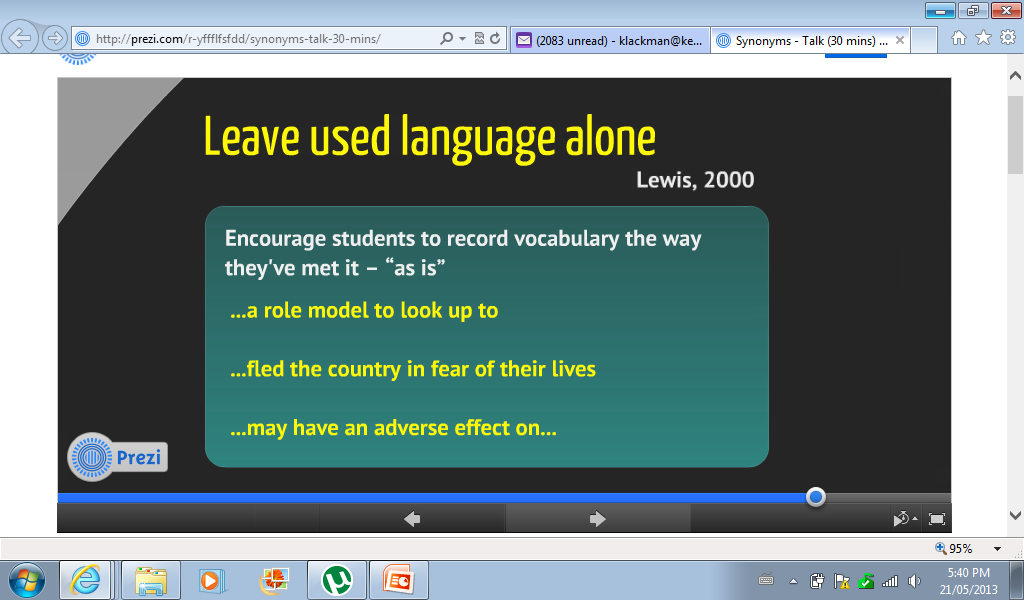 http://prezi.com/r-yffflfsfdd/synonyms-talk-30-mins/
(2083 unread) - klackman@ke...
Synonyms - Talk (30 mins) ...
Leave used language alone
Lewis, 2000
Encourage students to record vocabulary the way
they've met it – “as is”
...a role model to look up to
...fled the country in fear of their lives
...may have an adverse effect on...
Prezi
95%
5:40 PM
21/05/2013